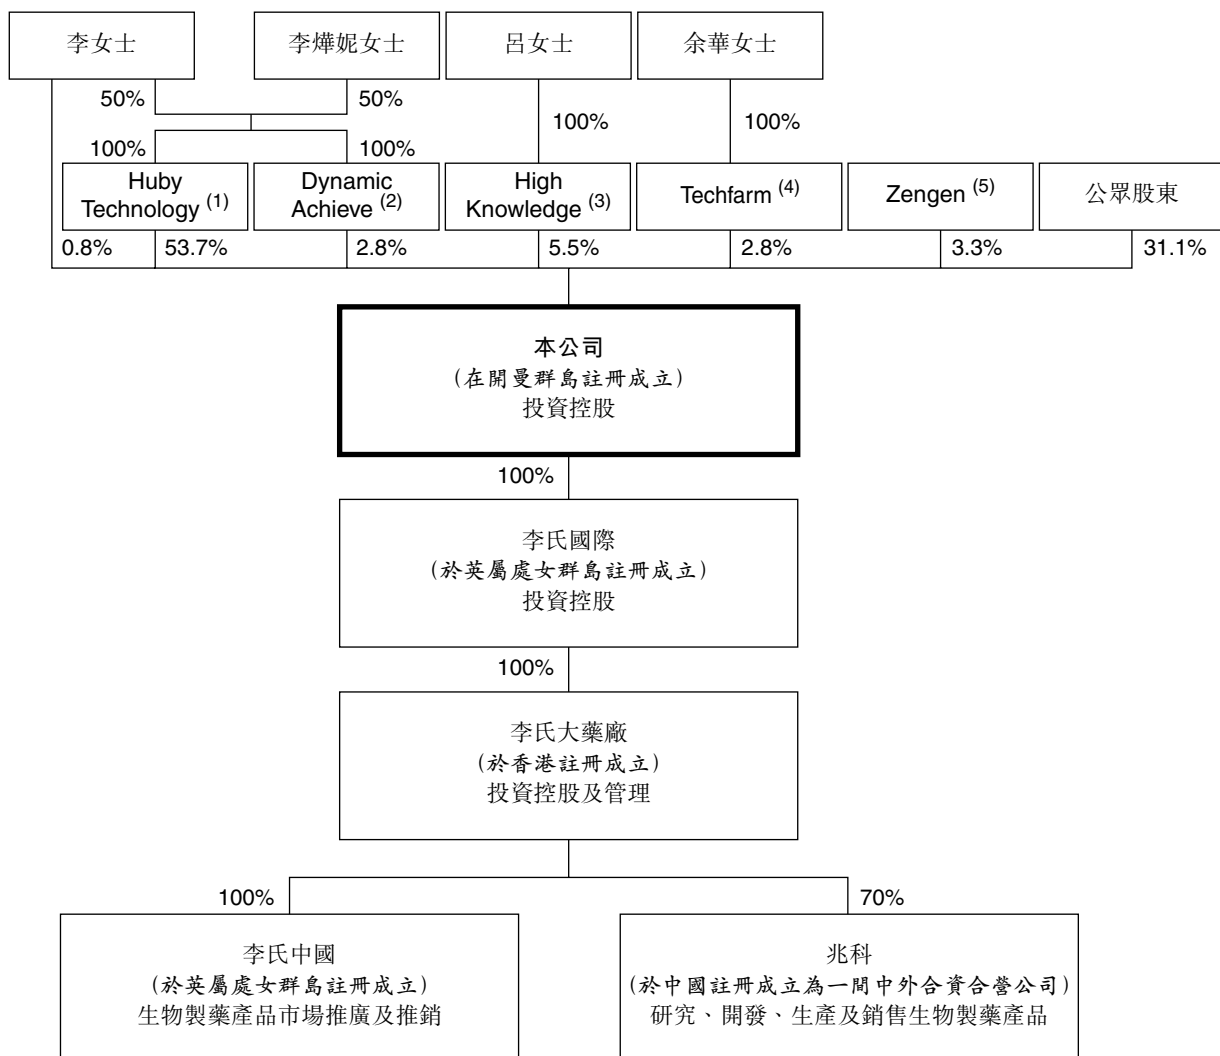 李女士
李燁妮女士
呂女士
余華女士
50%
50%
100%
100%
100%
100%
Huby
Technology (1)
Dynamic
Achieve (2)
High
Knowledge (3)
Techfarm (4)
Zengen (5)
公眾股東
0.8%
53.7%
2.8%
5.5%
2.8%
3.3%
31.1%
本公司
(在開曼群島註冊成立)
投資控股
100%
李氏國際
(於英屬處女群島註冊成立)
投資控股
100%
李氏大藥廠
(於香港註冊成立)
投資控股及管理
100%
70%
李氏中國
(於英屬處女群島註冊成立)
生物製藥產品市場推廣及推銷
兆科
(於中國註冊成立為一間中外合資合營公司)
研究、開發、生產及銷售生物製藥產品